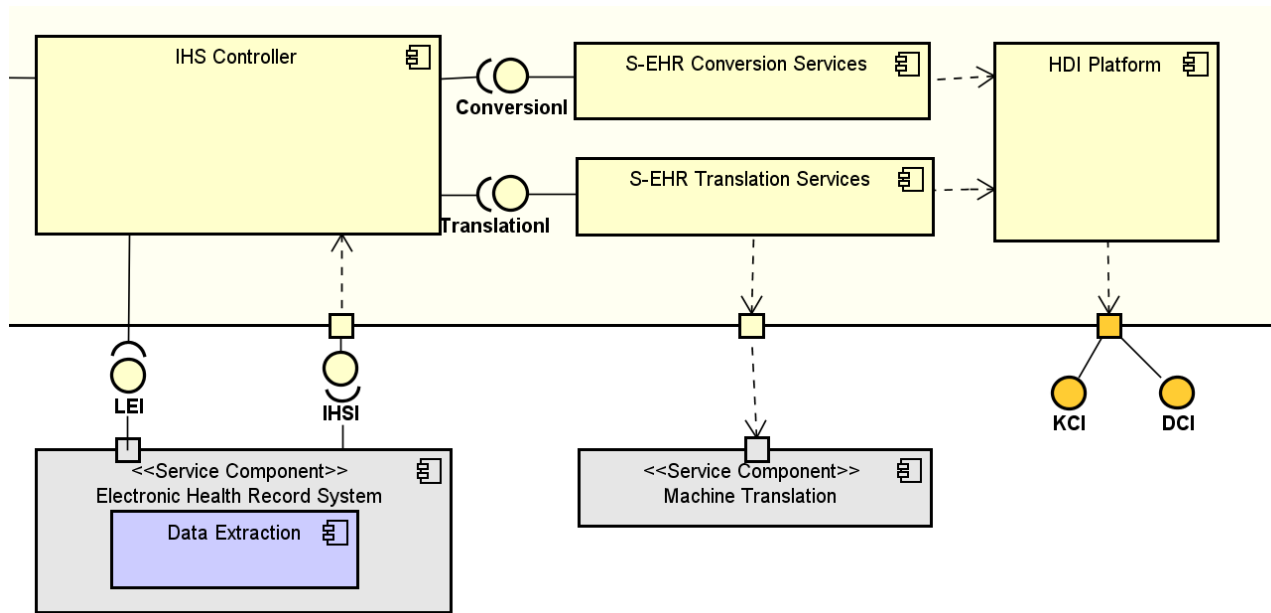 IHS Controller
S-EHR Conversion Services
HDI Platform
ConversionI
S-EHR Translation Services
TranslationI
LEI
IHSI
KCI
DCI
<<Service Component>>
Electronic Health Record System
Data Extraction
<<Service Component>>
Machine Translation